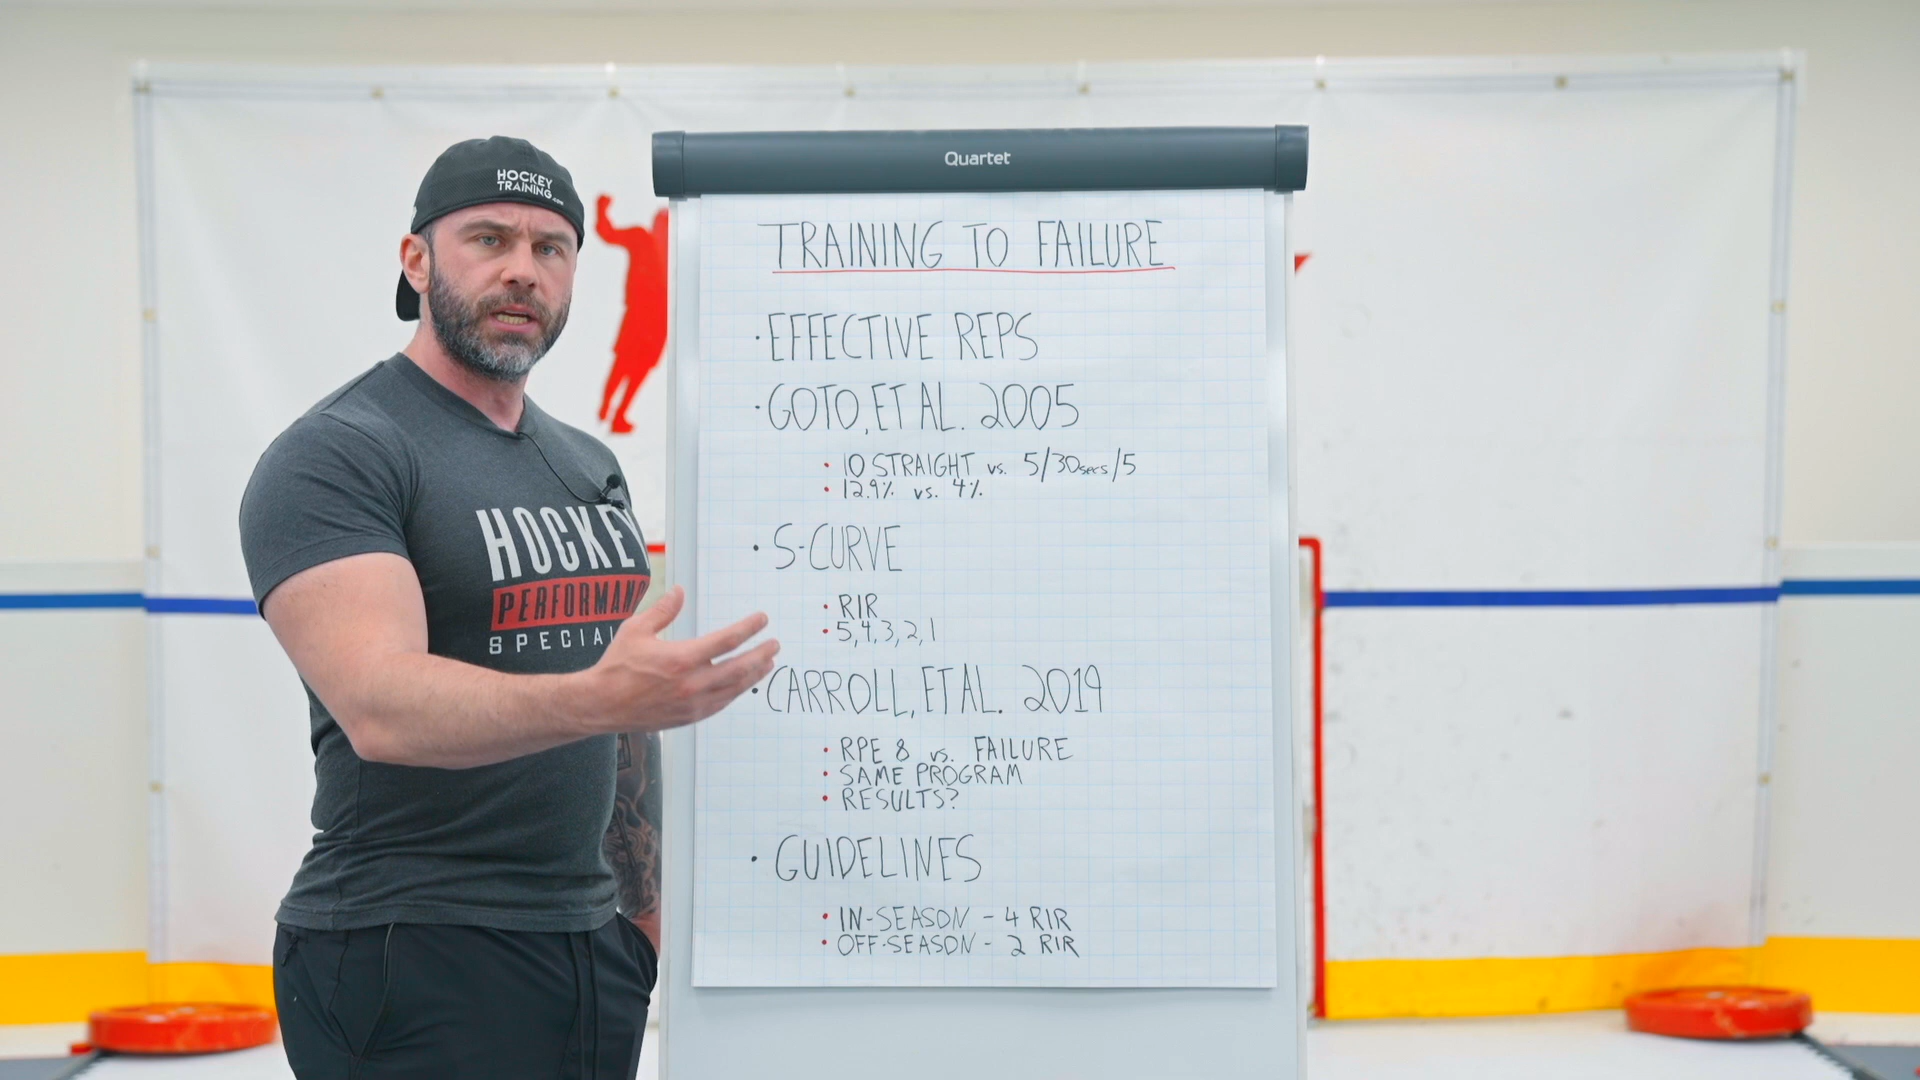 Quartet
HOCKEY
TRAINING.com
TRAINING TO FAILURE
· EFFECTIVE REPS
· GOTO, ET AL. 2005
• 10 STRAIGHT vs. 5/30secs/5
• 12.9% vs. 4%
· S-CURVE
• RIR
• 5, 4, 3, 2, 1
· CARROLL, ET AL. 2019
• RPE 8 vs. FAILURE
• SAME PROGRAM
• RESULTS?
· GUIDELINES
• IN-SEASON - 4 RIR
• OFF-SEASON - 2 RIR
HOCKEY
PERFORMANC
SPECIAL